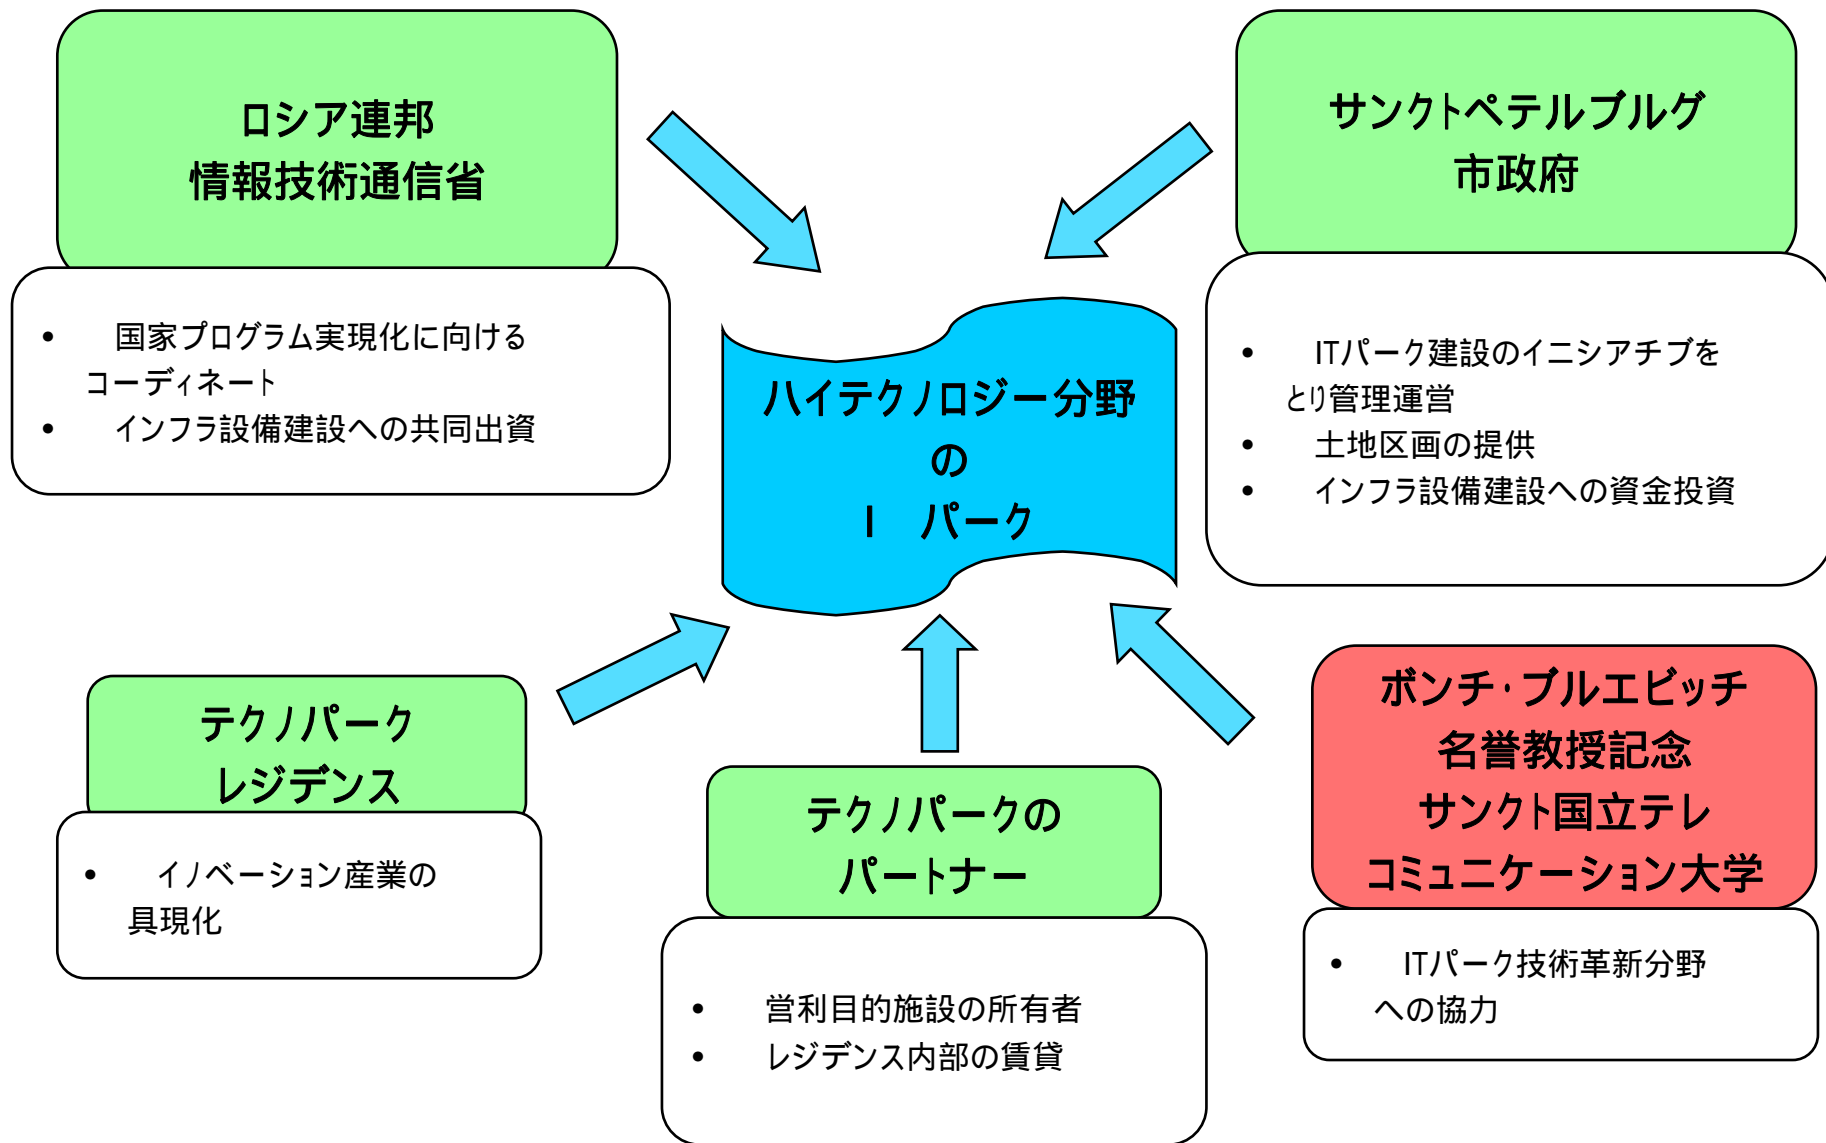 ロシア連邦
情報技術通信省
• 国家プログラム実現化に向ける
コーディネート
• インフラ設備建設への共同出資
サンクトペテルブルグ
市政府
• ITパーク建設のイニシアチブを
とり管理運営
• 土地区画の提供
• インフラ設備建設への資金投資
ハイテクノロジー分野
の
I パーク
テクノパーク
レジデンス
• イノベーション産業の
具現化
テクノパークの
パートナー
• 営利目的施設の所有者
• レジデンス内部の賃貸
ボンチ・ブルエビッチ
名誉教授記念
サンクト国立テレ
コミュニケーション大学
• ITパーク技術革新分野
への協力